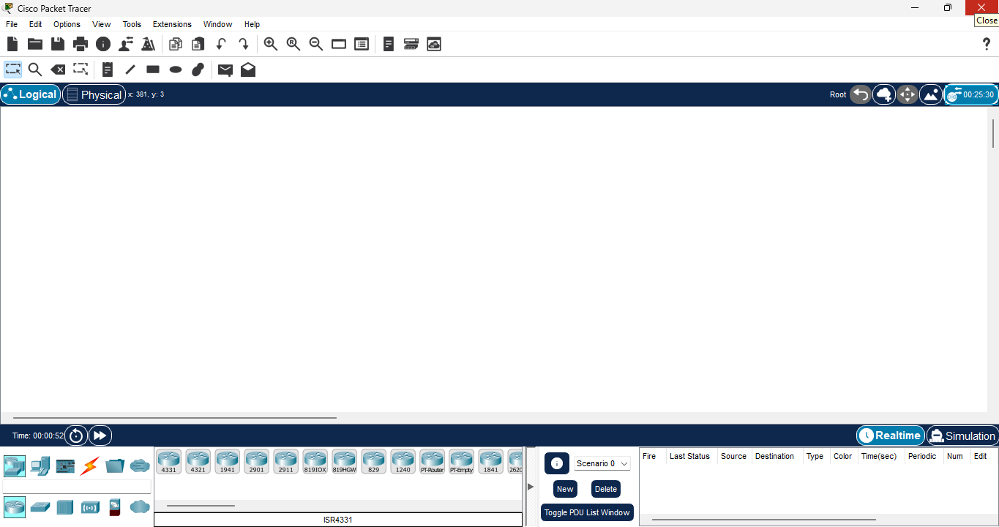 Cisco Packet Tracer
Close
File Edit Options View Tools Extensions Window Help
Logical Physical x: 381, y: 3 Root 00:25:30
Time: 00:00:52 Realtime Simulation
4331 4321 1941 2901 2911 819IOX 819HGW 829 1240 PT-Router PT-Empty 1841 2620
ISR4331
Scenario 0
New Delete
Toggle PDU List Window
Fire Last Status Source Destination Type Color Time(sec) Periodic Num Edit